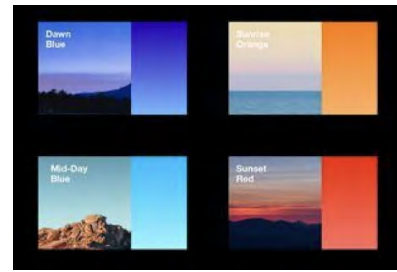 Dawn
Blue
Sunrise
Orange
Mid-Day
Blue
Sunset
Red